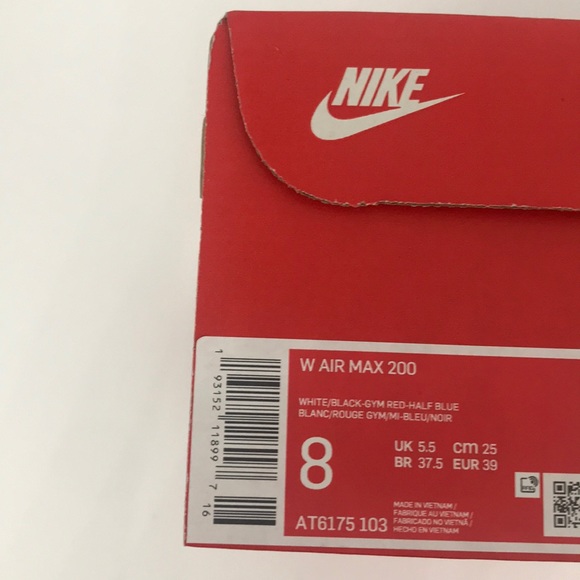 NIKE
W AIR MAX 200
WHITE/BLACK-GYM RED-HALF BLUE
BLANC/ROUGE GYM/MI-BLEU/NOIR
8
UK 5.5 cm 25
BR 37.5 EUR 39
AT6175 103
MADE IN VIETNAM /
FABRIQUE AU VIETNAM /
FABRICADO NO VIETNÃ /
HECHO EN VIETNAM
1 93152 11899 7 16